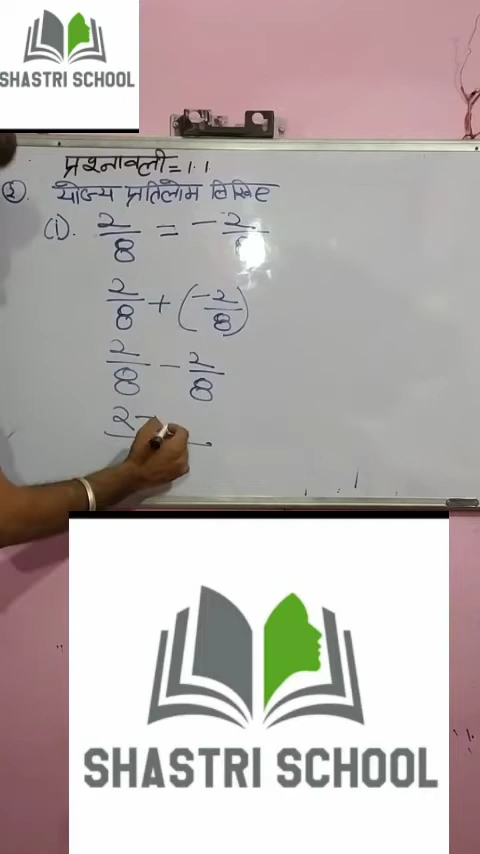 SHASTRI SCHOOL
प्रश्नावली = 1.1
2. योज्य प्रतिलोम लिखिए
(i). 2/8 = -2/8
2/8 + (-2/8)
2/8 - 2/8
2-
SHASTRI SCHOOL